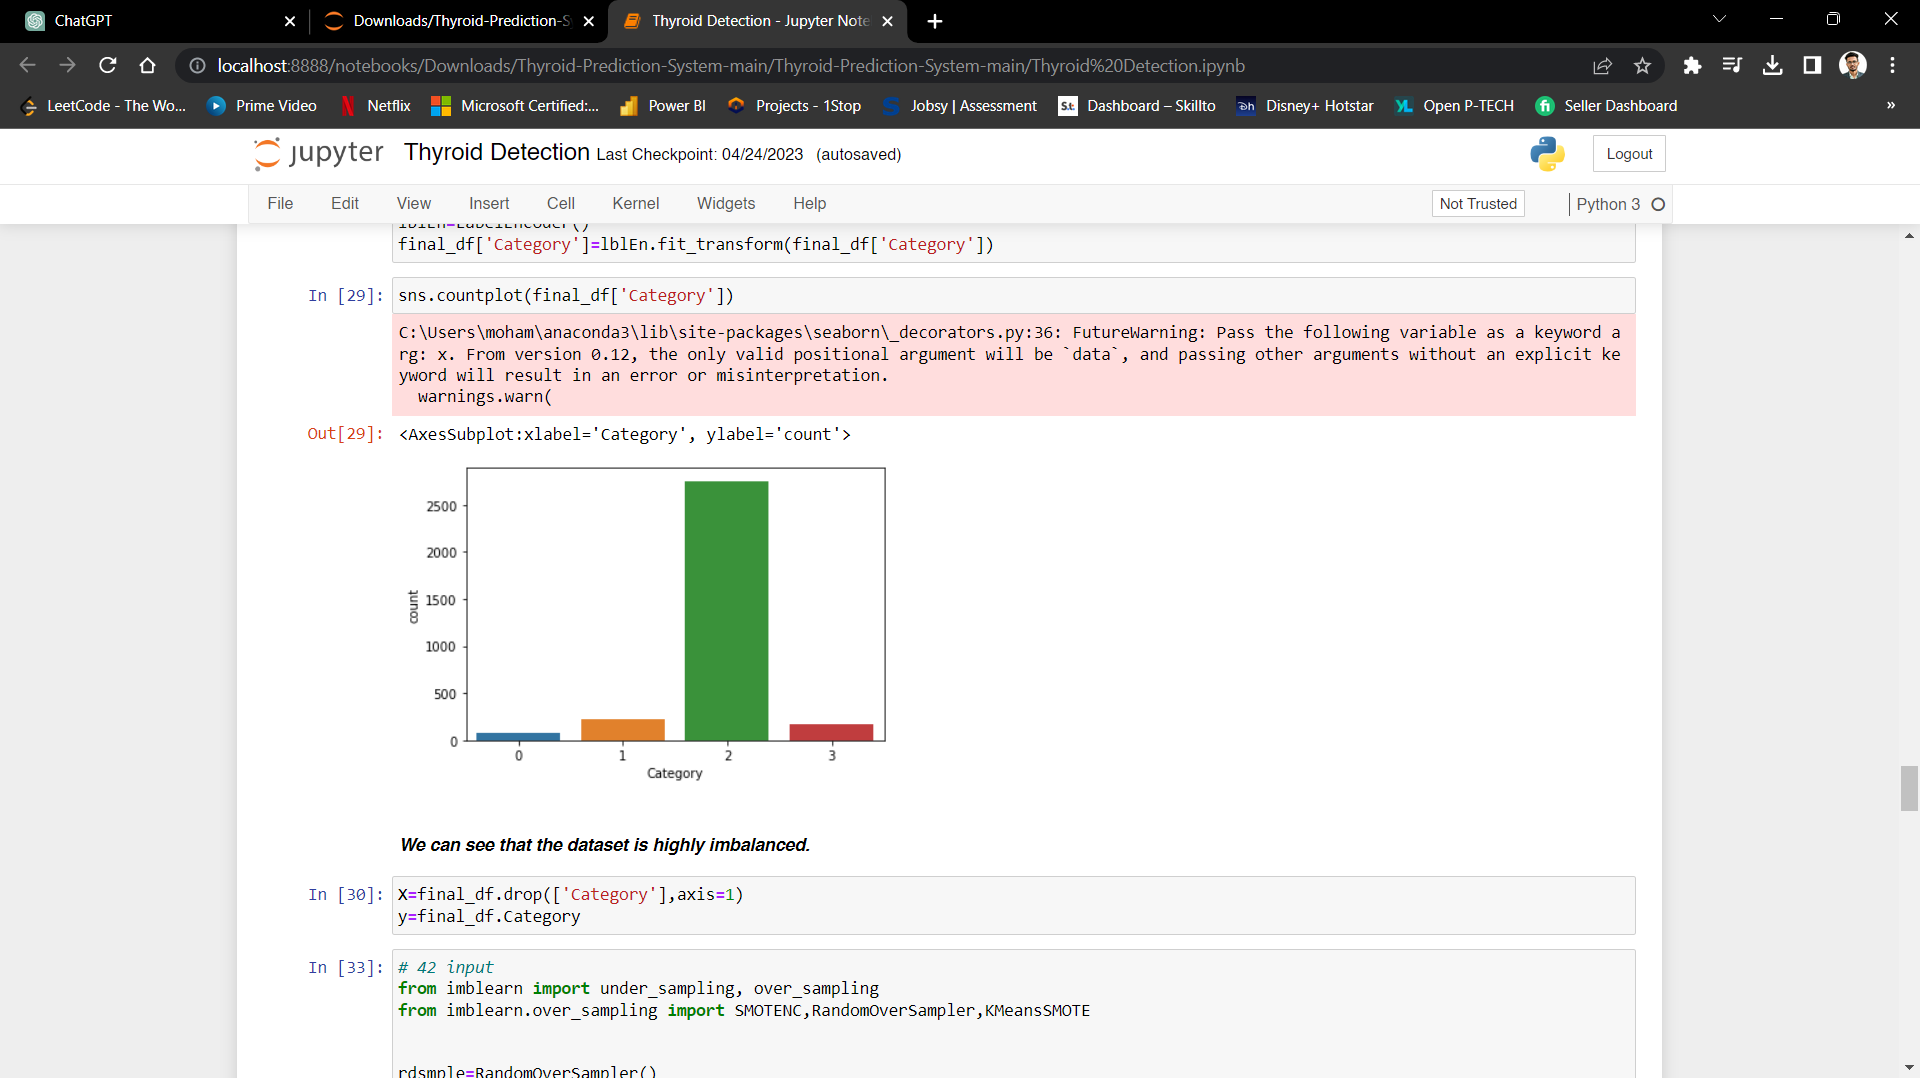 ChatGPT
Downloads/Thyroid-Prediction-S
Thyroid Detection - Jupyter Note
localhost:8888/notebooks/Downloads/Thyroid-Prediction-System-main/Thyroid-Prediction-System-main/Thyroid%20Detection.ipynb
LeetCode - The Wo... Prime Video Netflix Microsoft Certified:... Power BI Projects - 1Stop Jobsy | Assessment S.t Dashboard – Skillto Dh Disney+ Hotstar YL Open P-TECH fi Seller Dashboard »
jupyter Thyroid Detection Last Checkpoint: 04/24/2023 (autosaved) Logout
File Edit View Insert Cell Kernel Widgets Help Not Trusted Python 3
lblEn=LabelEncoder()
final_df['Category']=lblEn.fit_transform(final_df['Category'])
In [29]: sns.countplot(final_df['Category'])
C:\Users\moham\anaconda3\lib\site-packages\seaborn\_decorators.py:36: FutureWarning: Pass the following variable as a keyword a
rg: x. From version 0.12, the only valid positional argument will be `data`, and passing other arguments without an explicit ke
yword will result in an error or misinterpretation.
warnings.warn(
Out[29]: <AxesSubplot:xlabel='Category', ylabel='count'>
2500
2000
1500
1000
500
0
count
0 1 2 3
Category
We can see that the dataset is highly imbalanced.
In [30]: X=final_df.drop(['Category'],axis=1)
y=final_df.Category
In [33]: # 42 input
from imblearn import under_sampling, over_sampling
from imblearn.over_sampling import SMOTENC,RandomOverSampler,KMeansSMOTE
rdsmple=RandomOverSampler()